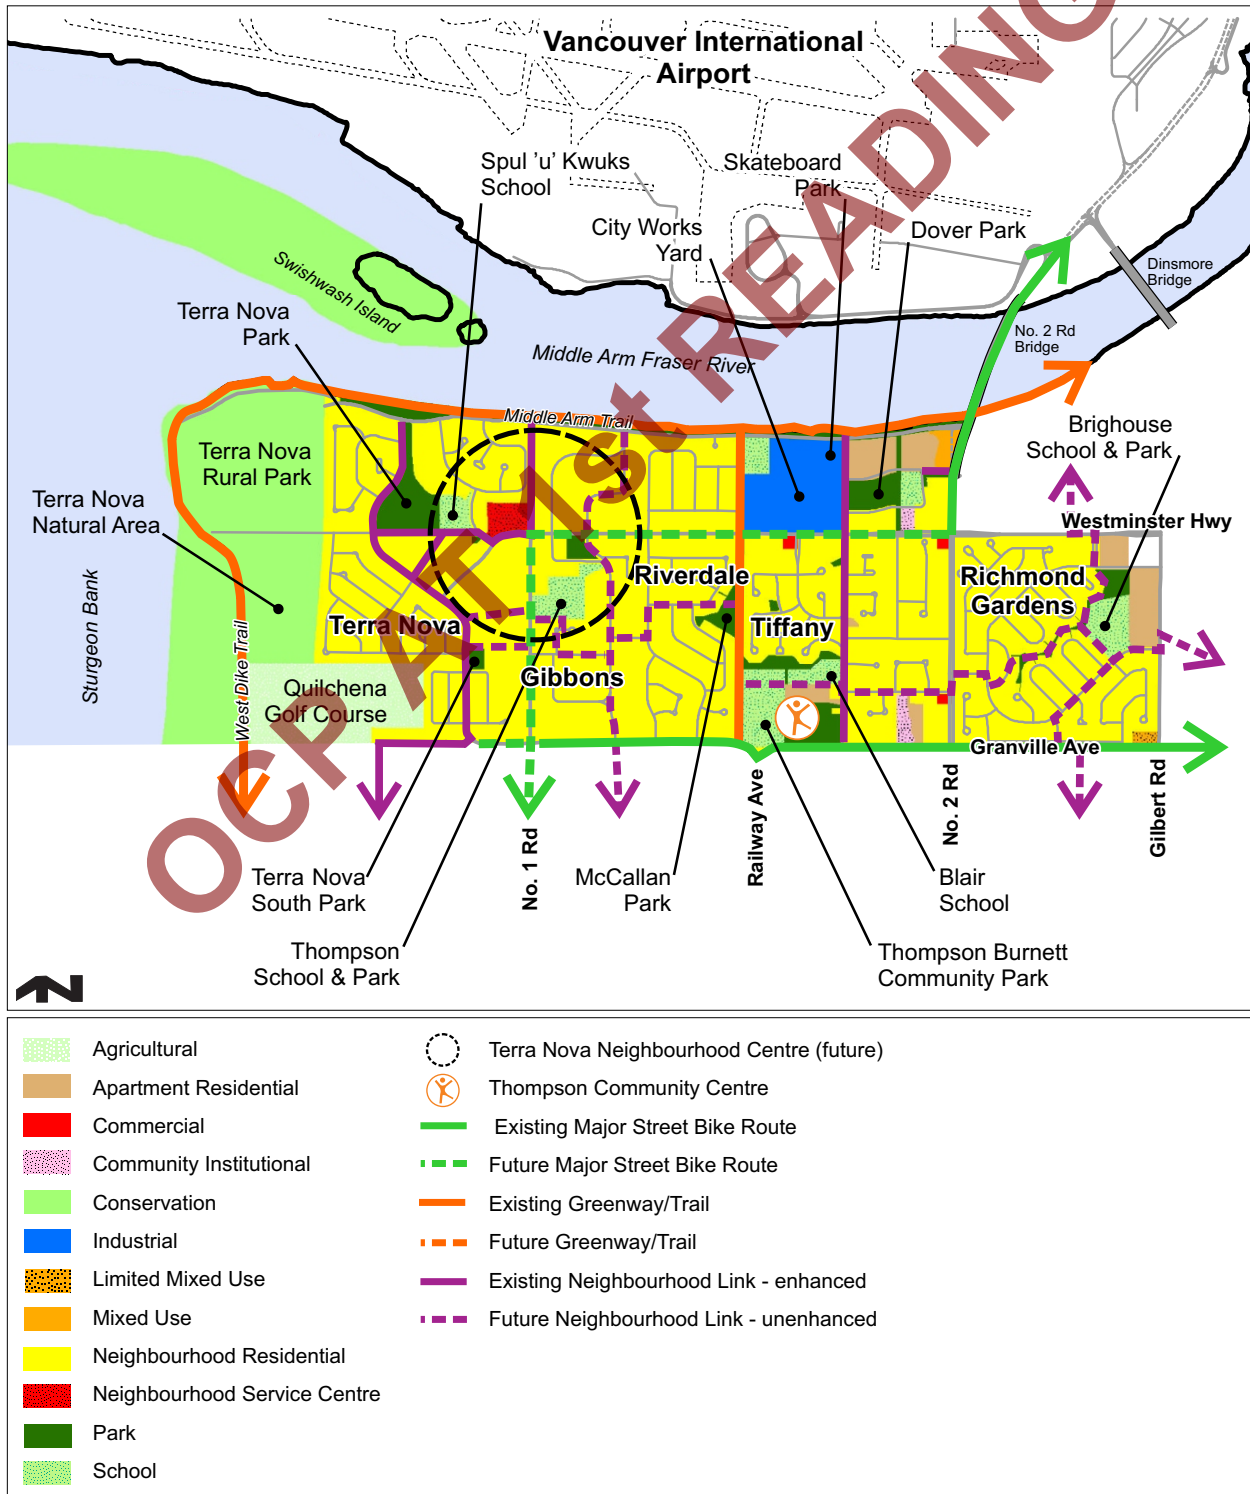 Vancouver International
Airport
Spul 'u' Kwuks
School
Skateboard
Park
City Works
Yard
Dover Park
Dinsmore
Bridge
Swishwash Island
Terra Nova
Park
No. 2 Rd
Bridge
Middle Arm Fraser River
Middle Arm Trail
Brighouse
School & Park
Terra Nova
Rural Park
Terra Nova
Natural Area
Westminster Hwy
Riverdale
Richmond
Gardens
Terra Nova
Tiffany
Sturgeon Bank
West Dike Trail
Quilchena
Golf Course
Gibbons
Granville Ave
No. 1 Rd
Railway Ave
No. 2 Rd
Gilbert Rd
Terra Nova
South Park
McCallan
Park
Blair
School
Thompson
School & Park
Thompson Burnett
Community Park
OCP AT 1st READING
N
Agricultural
Apartment Residential
Commercial
Community Institutional
Conservation
Industrial
Limited Mixed Use
Mixed Use
Neighbourhood Residential
Neighbourhood Service Centre
Park
School
Terra Nova Neighbourhood Centre (future)
Thompson Community Centre
Existing Major Street Bike Route
Future Major Street Bike Route
Existing Greenway/Trail
Future Greenway/Trail
Existing Neighbourhood Link - enhanced
Future Neighbourhood Link - unenhanced